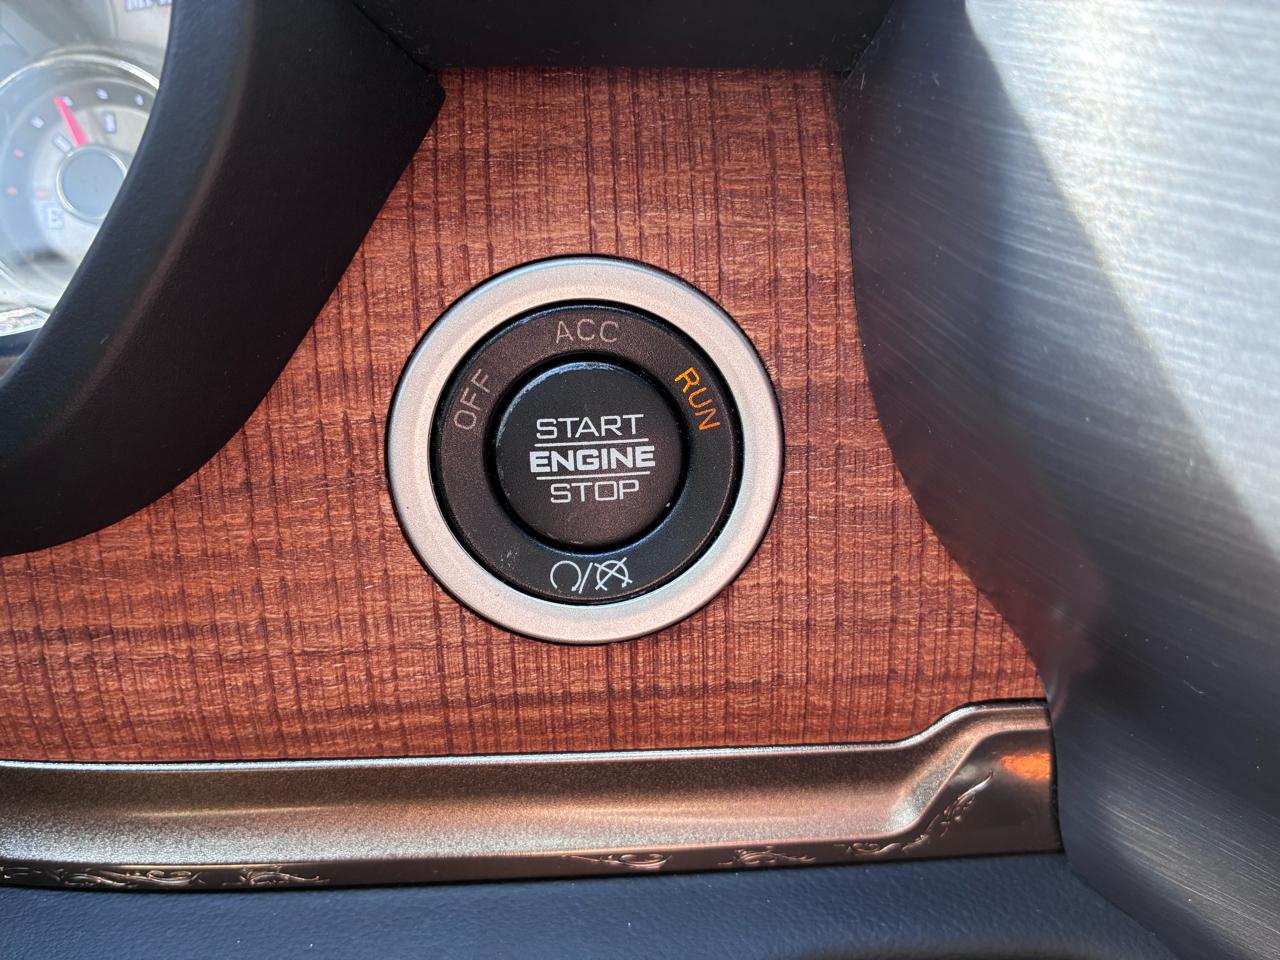 ACC
OFF
RUN
START
ENGINE
STOP
E